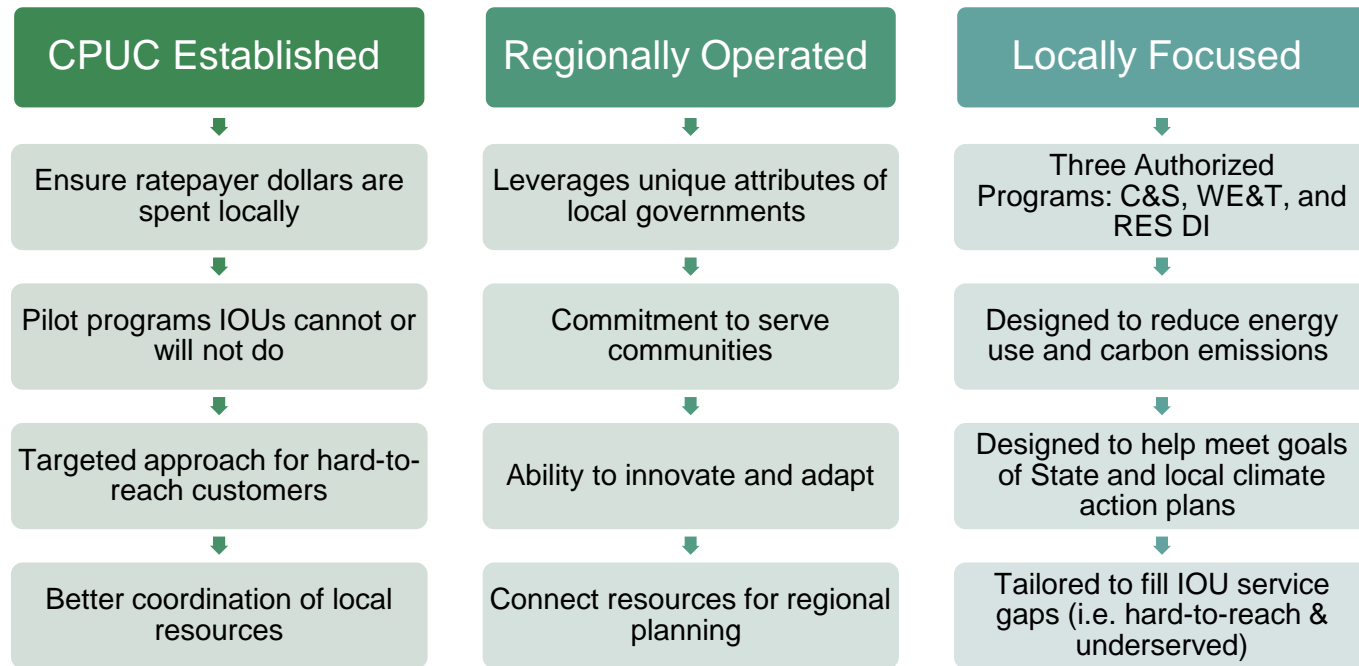 CPUC Established
Ensure ratepayer dollars are
spent locally
Pilot programs IOUs cannot or
will not do
Targeted approach for hard-to-
reach customers
Better coordination of local
resources
Regionally Operated
Leverages unique attributes of
local governments
Commitment to serve
communities
Ability to innovate and adapt
Connect resources for regional
planning
Locally Focused
Three Authorized
Programs: C&S, WE&T, and
RES DI
Designed to reduce energy
use and carbon emissions
Designed to help meet goals
of State and local climate
action plans
Tailored to fill IOU service
gaps (i.e. hard-to-reach &
underserved)